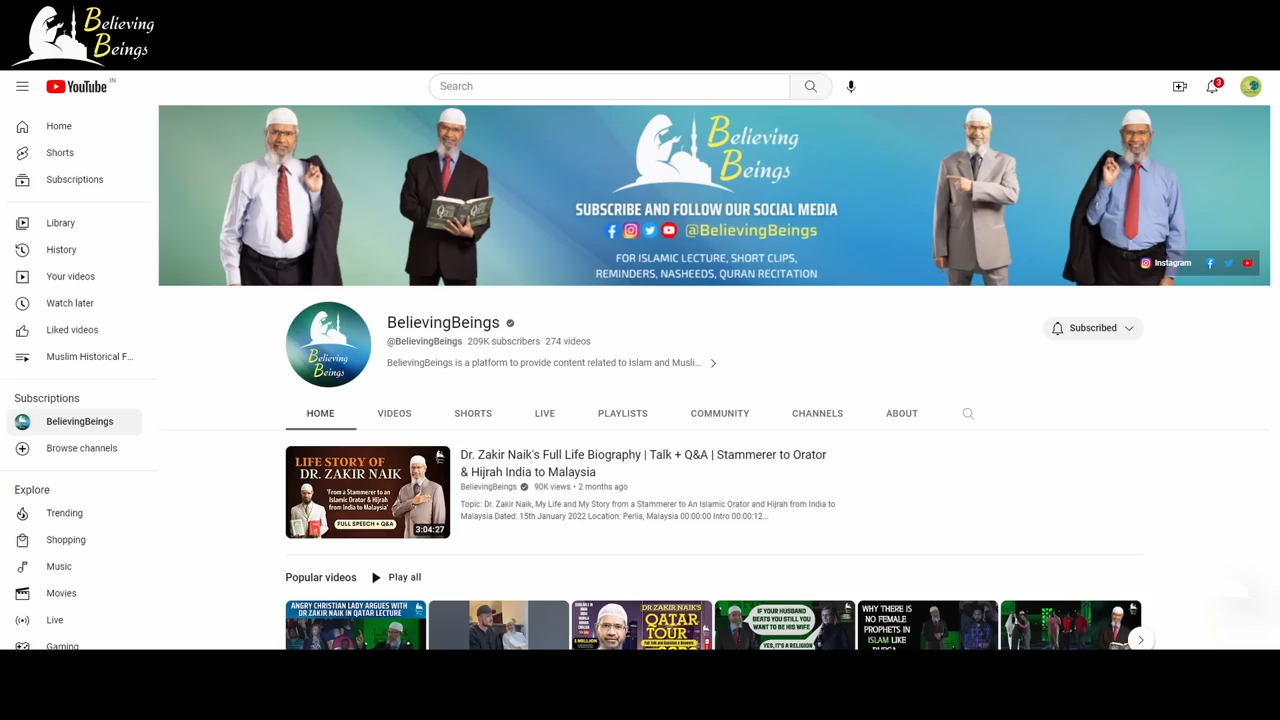 Believing
Beings
YouTube IN
Search
3
Home
Shorts
Subscriptions
Library
History
Your videos
Watch later
Liked videos
Muslim Historical F...
Subscriptions
BelievingBeings
Browse channels
Explore
Trending
Shopping
Music
Movies
Live
Gaming
Believing
Beings
SUBSCRIBE AND FOLLOW OUR SOCIAL MEDIA
@BelievingBeings
FOR ISLAMIC LECTURE, SHORT CLIPS,
REMINDERS, NASHEEDS, QURAN RECITATION
Instagram
Believing
Beings
BelievingBeings
@BelievingBeings 209K subscribers 274 videos
BelievingBeings is a platform to provide content related to Islam and Musli...
Subscribed
HOME VIDEOS SHORTS LIVE PLAYLISTS COMMUNITY CHANNELS ABOUT
LIFE STORY OF
DR. ZAKIR NAIK
'From a Stammerer to an
Islamic Orator & Hijrah
from India to Malaysia'
FULL SPEECH + Q&A
3:04:27
Dr. Zakir Naik's Full Life Biography | Talk + Q&A | Stammerer to Orator
& Hijrah India to Malaysia
BelievingBeings 90K views • 2 months ago
Topic: Dr. Zakir Naik, My Life and My Story from a Stammerer to An Islamic Orator and Hijrah from India to
Malaysia Dated: 15th January 2022 Location: Perlis, Malaysia 00:00:00 Intro 00:00:12...
Popular videos Play all
ANGRY CHRISTIAN LADY ARGUES WITH
DR ZAKIR NAIK IN QATAR LECTURE
DR ZAKIR NAIK'S
QATAR
TOUR
IF YOUR HUSBAND
BEATS YOU STILL YOU
WANT TO BE HIS WIFE
YES, IT'S A RELIGION
WHY THERE IS
NO FEMALE
PROPHETS IN
ISLAM LIKE